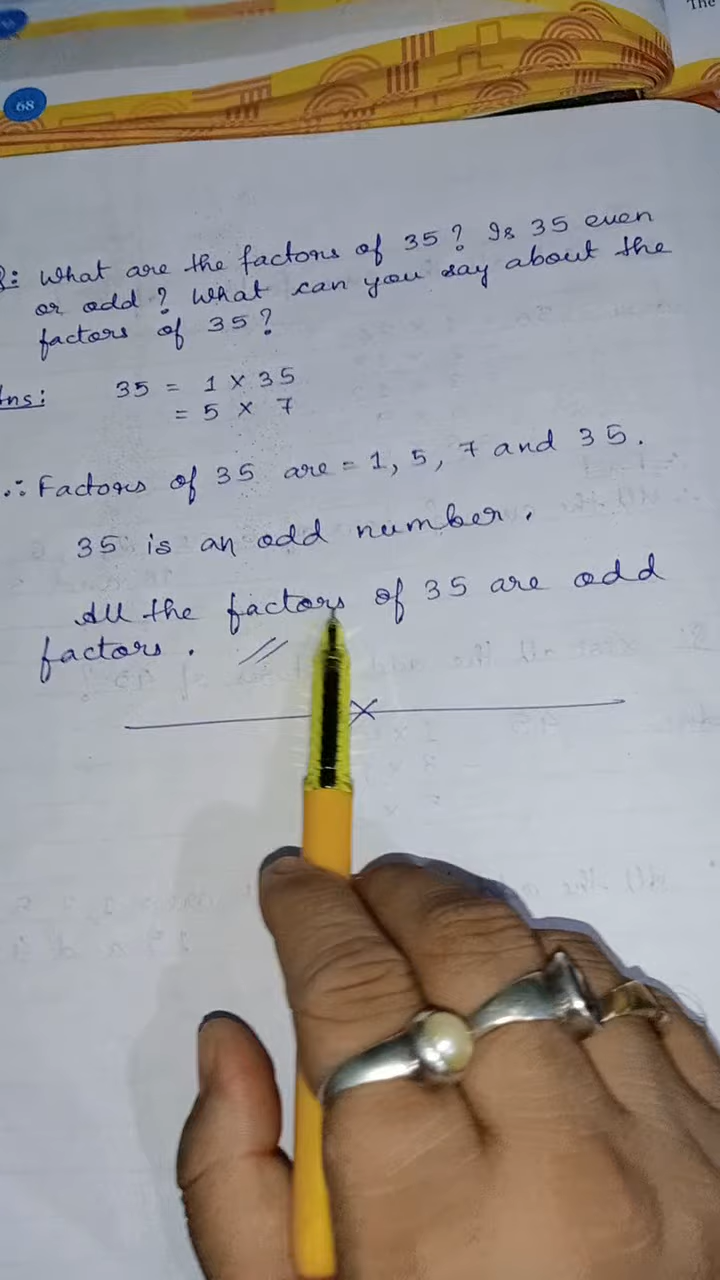 The
68
Q: What are the factors of 35? Is 35 even
or odd? What can you say about the
factors of 35?
Ans: 35 = 1 × 35
= 5 × 7
∴ Factors of 35 are = 1, 5, 7 and 35.
35 is an odd number.
All the factors of 35 are odd
factors.